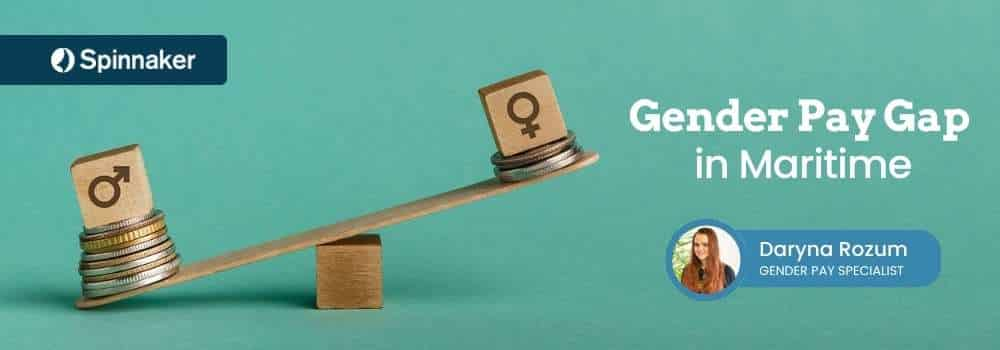 Spinnaker
Gender Pay Gap
in Maritime
Daryna Rozum
GENDER PAY SPECIALIST